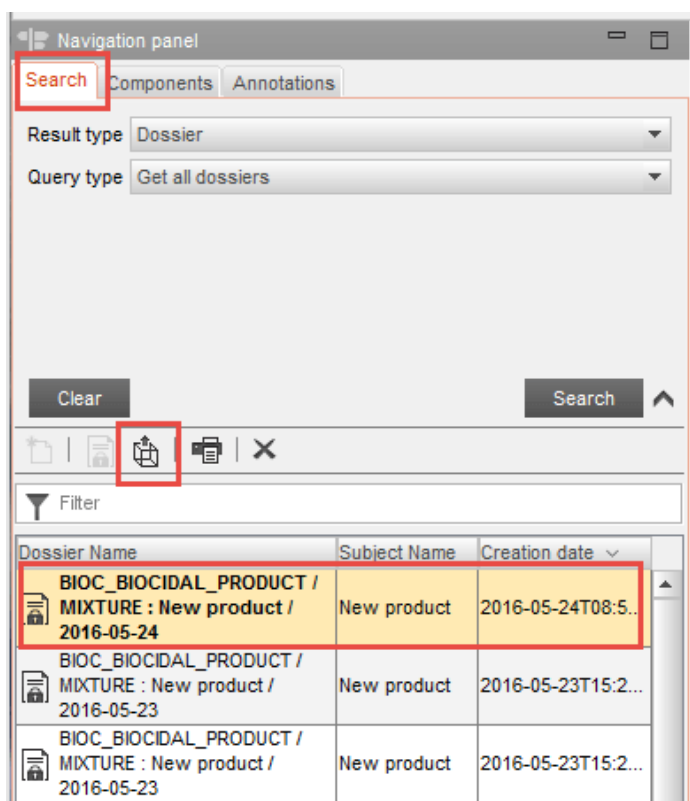 Navigation panel
Search Components Annotations
Result type Dossier
Query type Get all dossiers
Clear Search
Filter
Dossier Name Subject Name Creation date
BIOC_BIOCIDAL_PRODUCT /
MIXTURE : New product / New product 2016-05-24T08:5...
2016-05-24
BIOC_BIOCIDAL_PRODUCT /
MIXTURE : New product / New product 2016-05-23T15:2...
2016-05-23
BIOC_BIOCIDAL_PRODUCT /
MIXTURE : New product / New product 2016-05-23T15:2...
2016-05-23